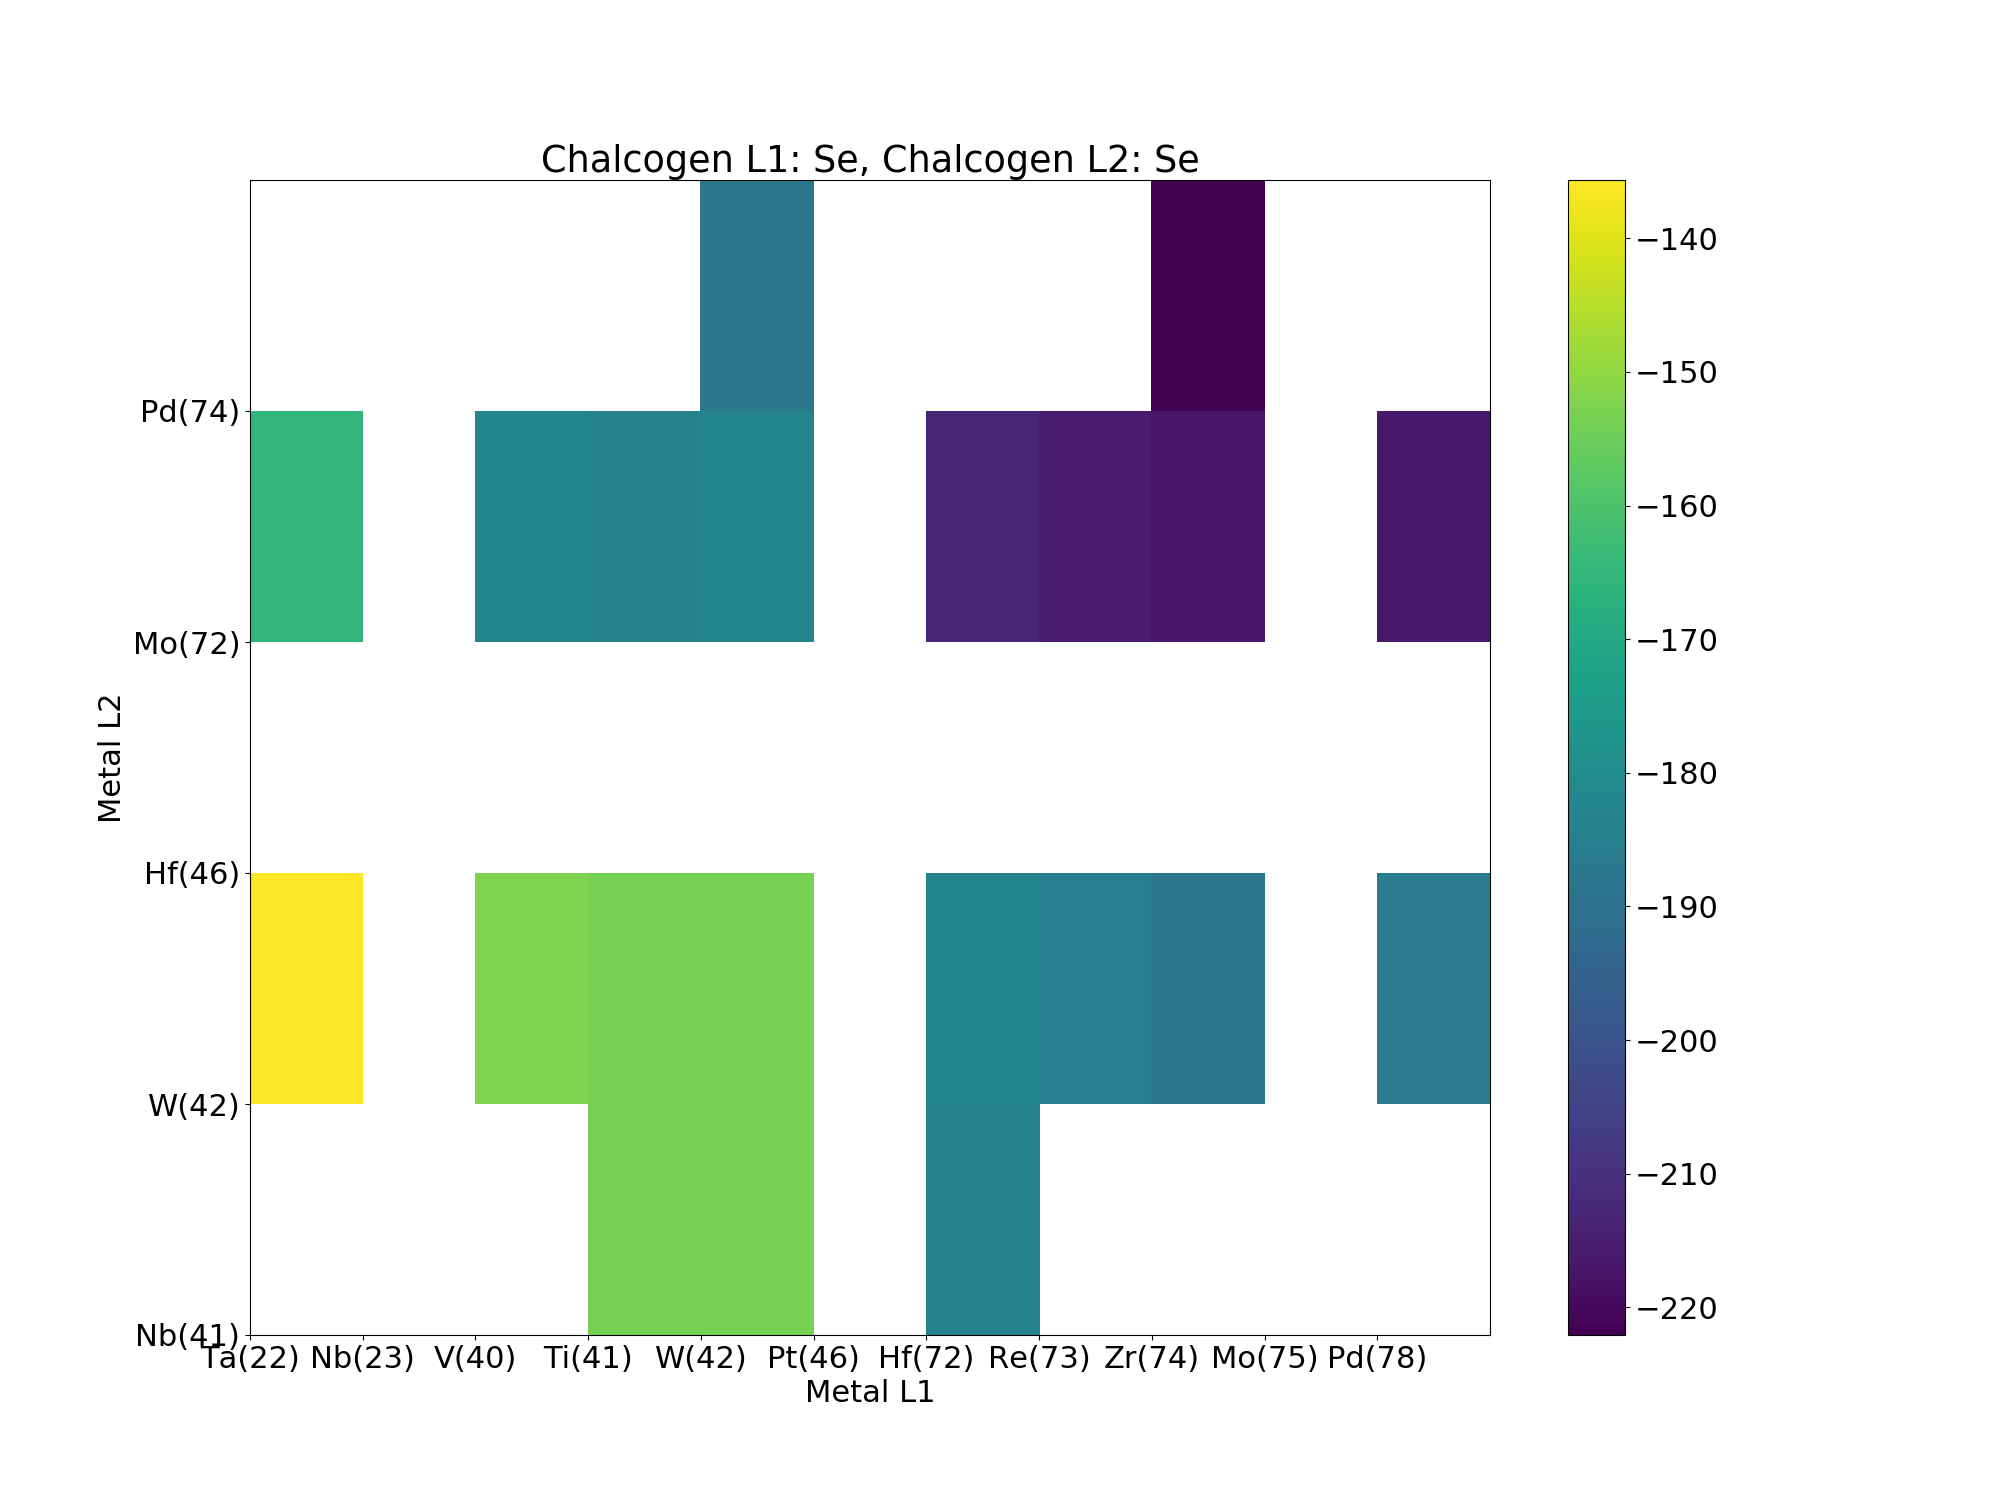 Chalcogen L1: Se, Chalcogen L2: Se
Metal L2
Pd(74)
Mo(72)
Hf(46)
W(42)
Nb(41)
Ta(22) Nb(23) V(40) Ti(41) W(42) Pt(46) Hf(72) Re(73) Zr(74) Mo(75) Pd(78)
Metal L1
−140
−150
−160
−170
−180
−190
−200
−210
−220